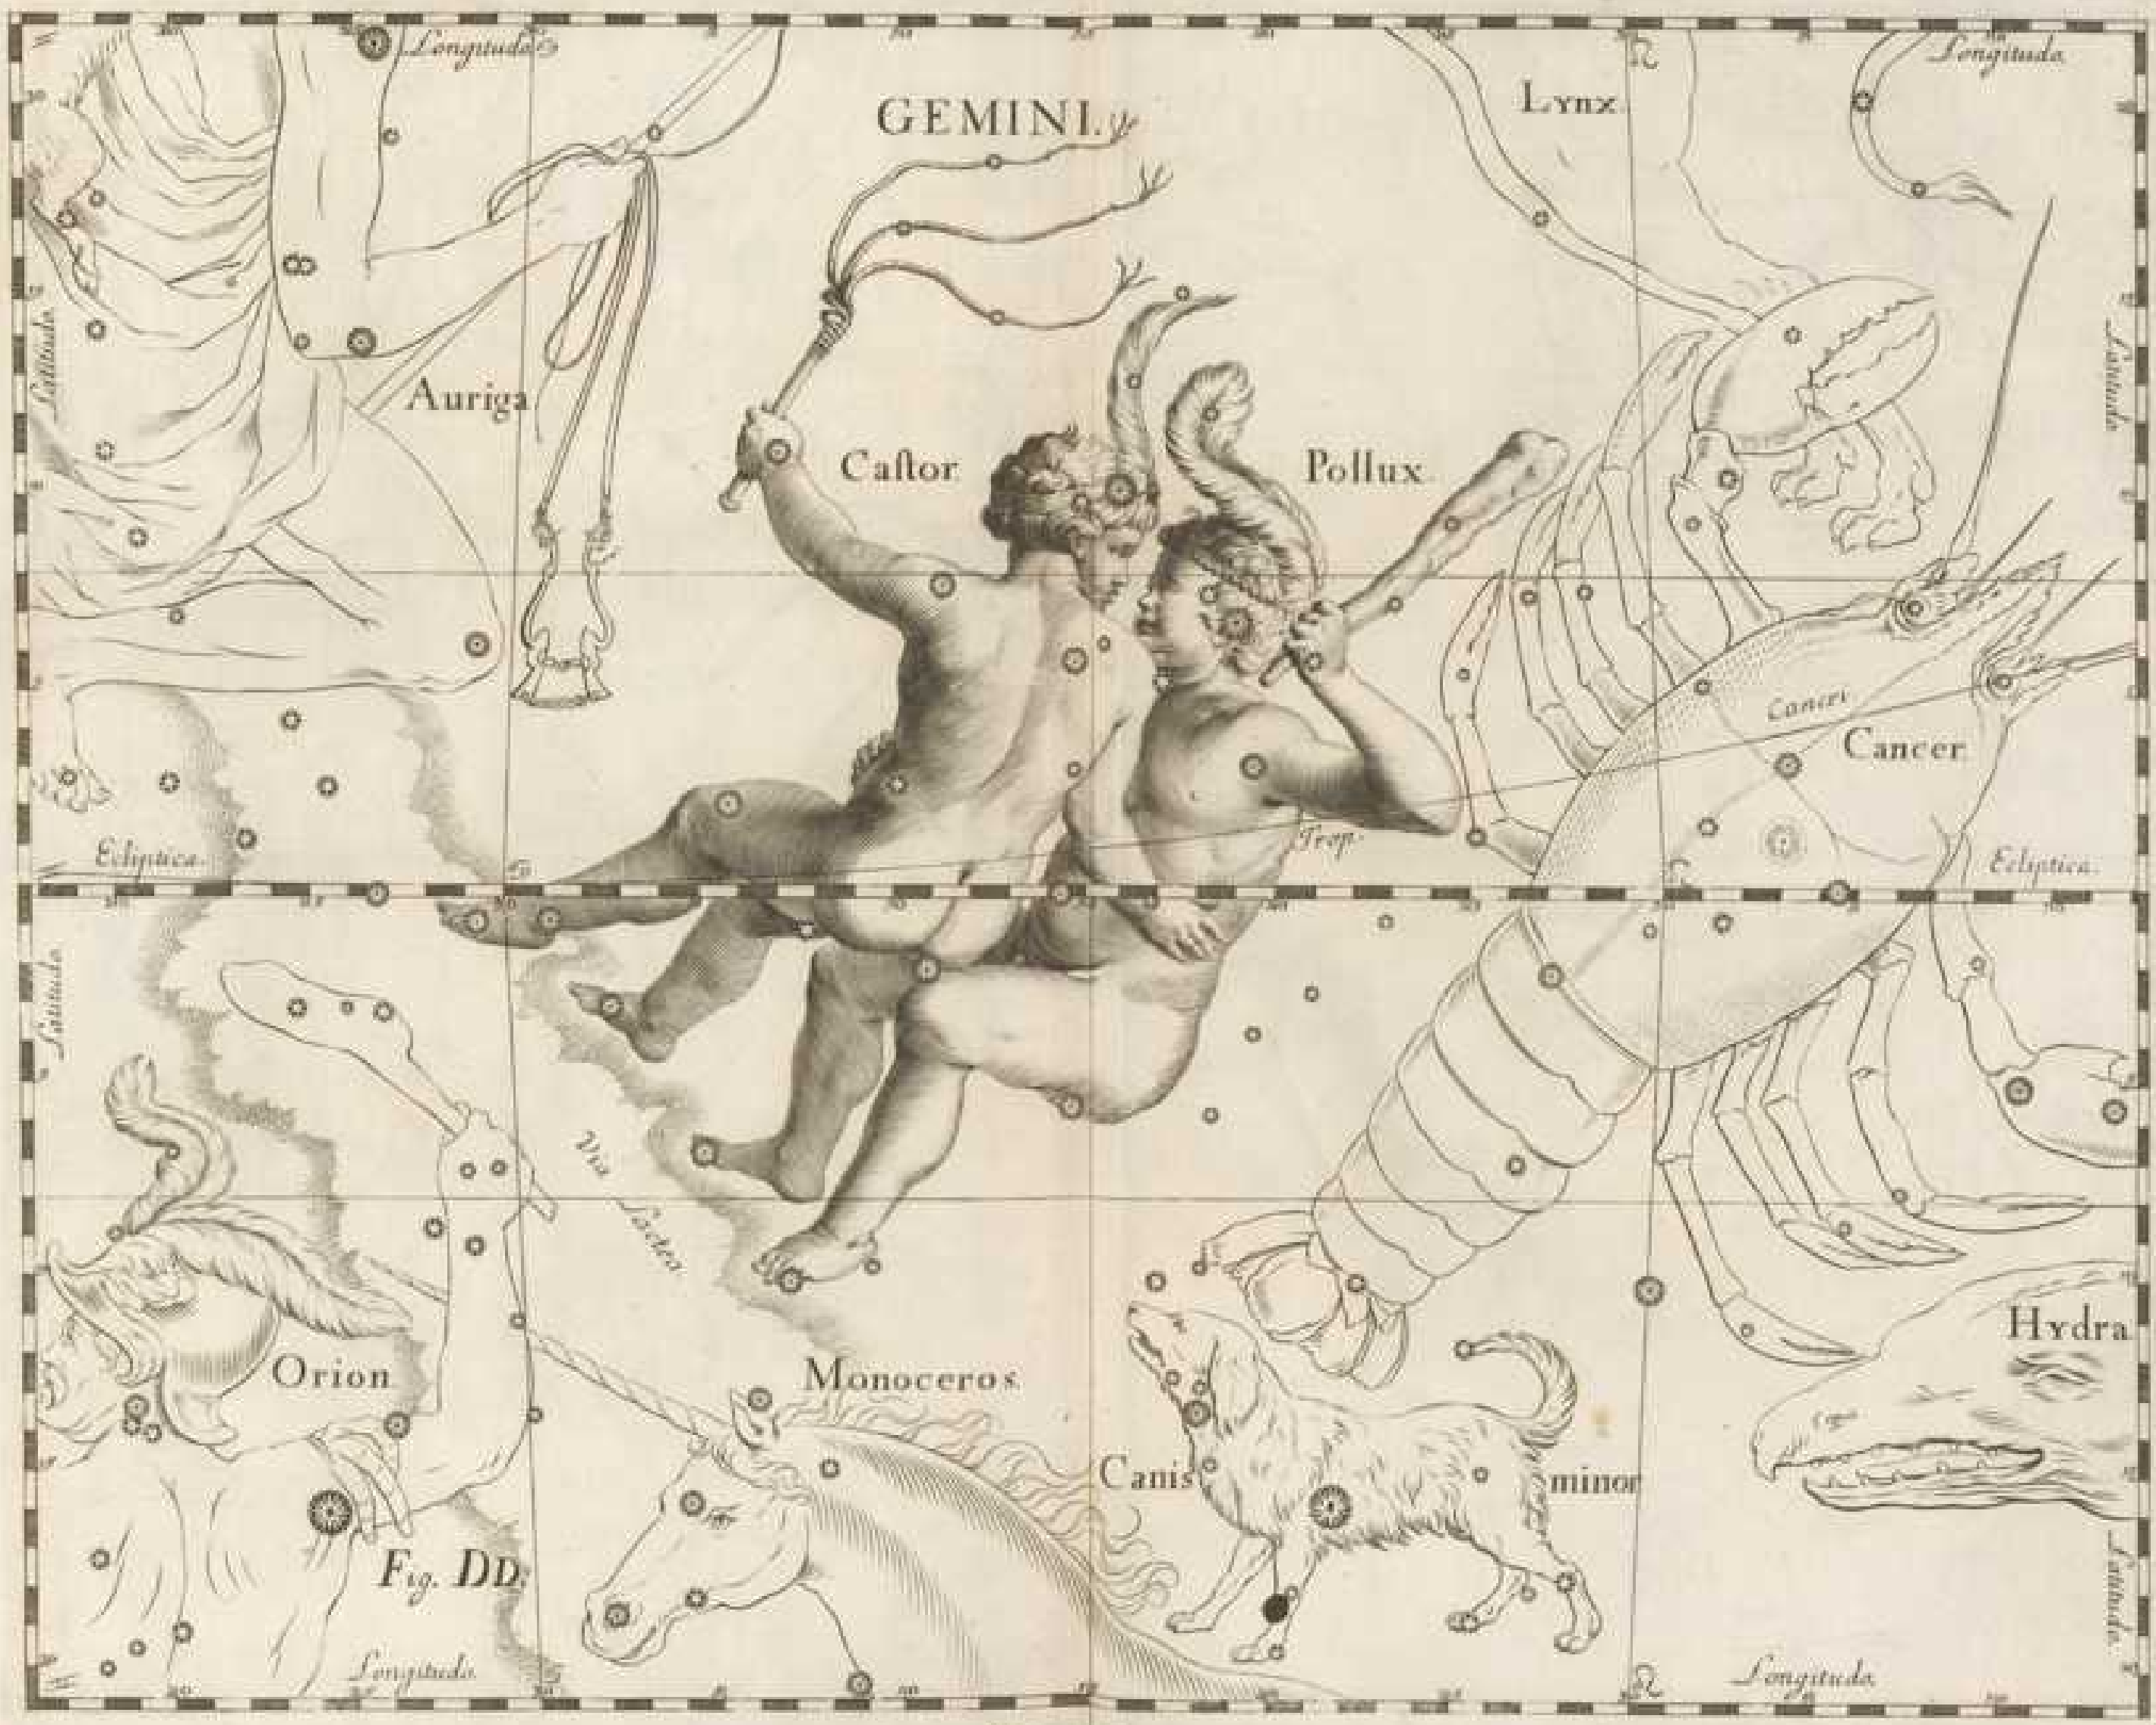 Longitudo
GEMINI.
Lynx
Longitudo
Latitudo
Latitudo
Auriga
Caſtor
Pollux
Cancri
Cancer
Trop.
Ecliptica
Ecliptica
Latitudo
Via Lactea
Hydra
Orion
Monoceros
Canis minor
Fig. DD.
Latitudo
Longitudo
Longitudo